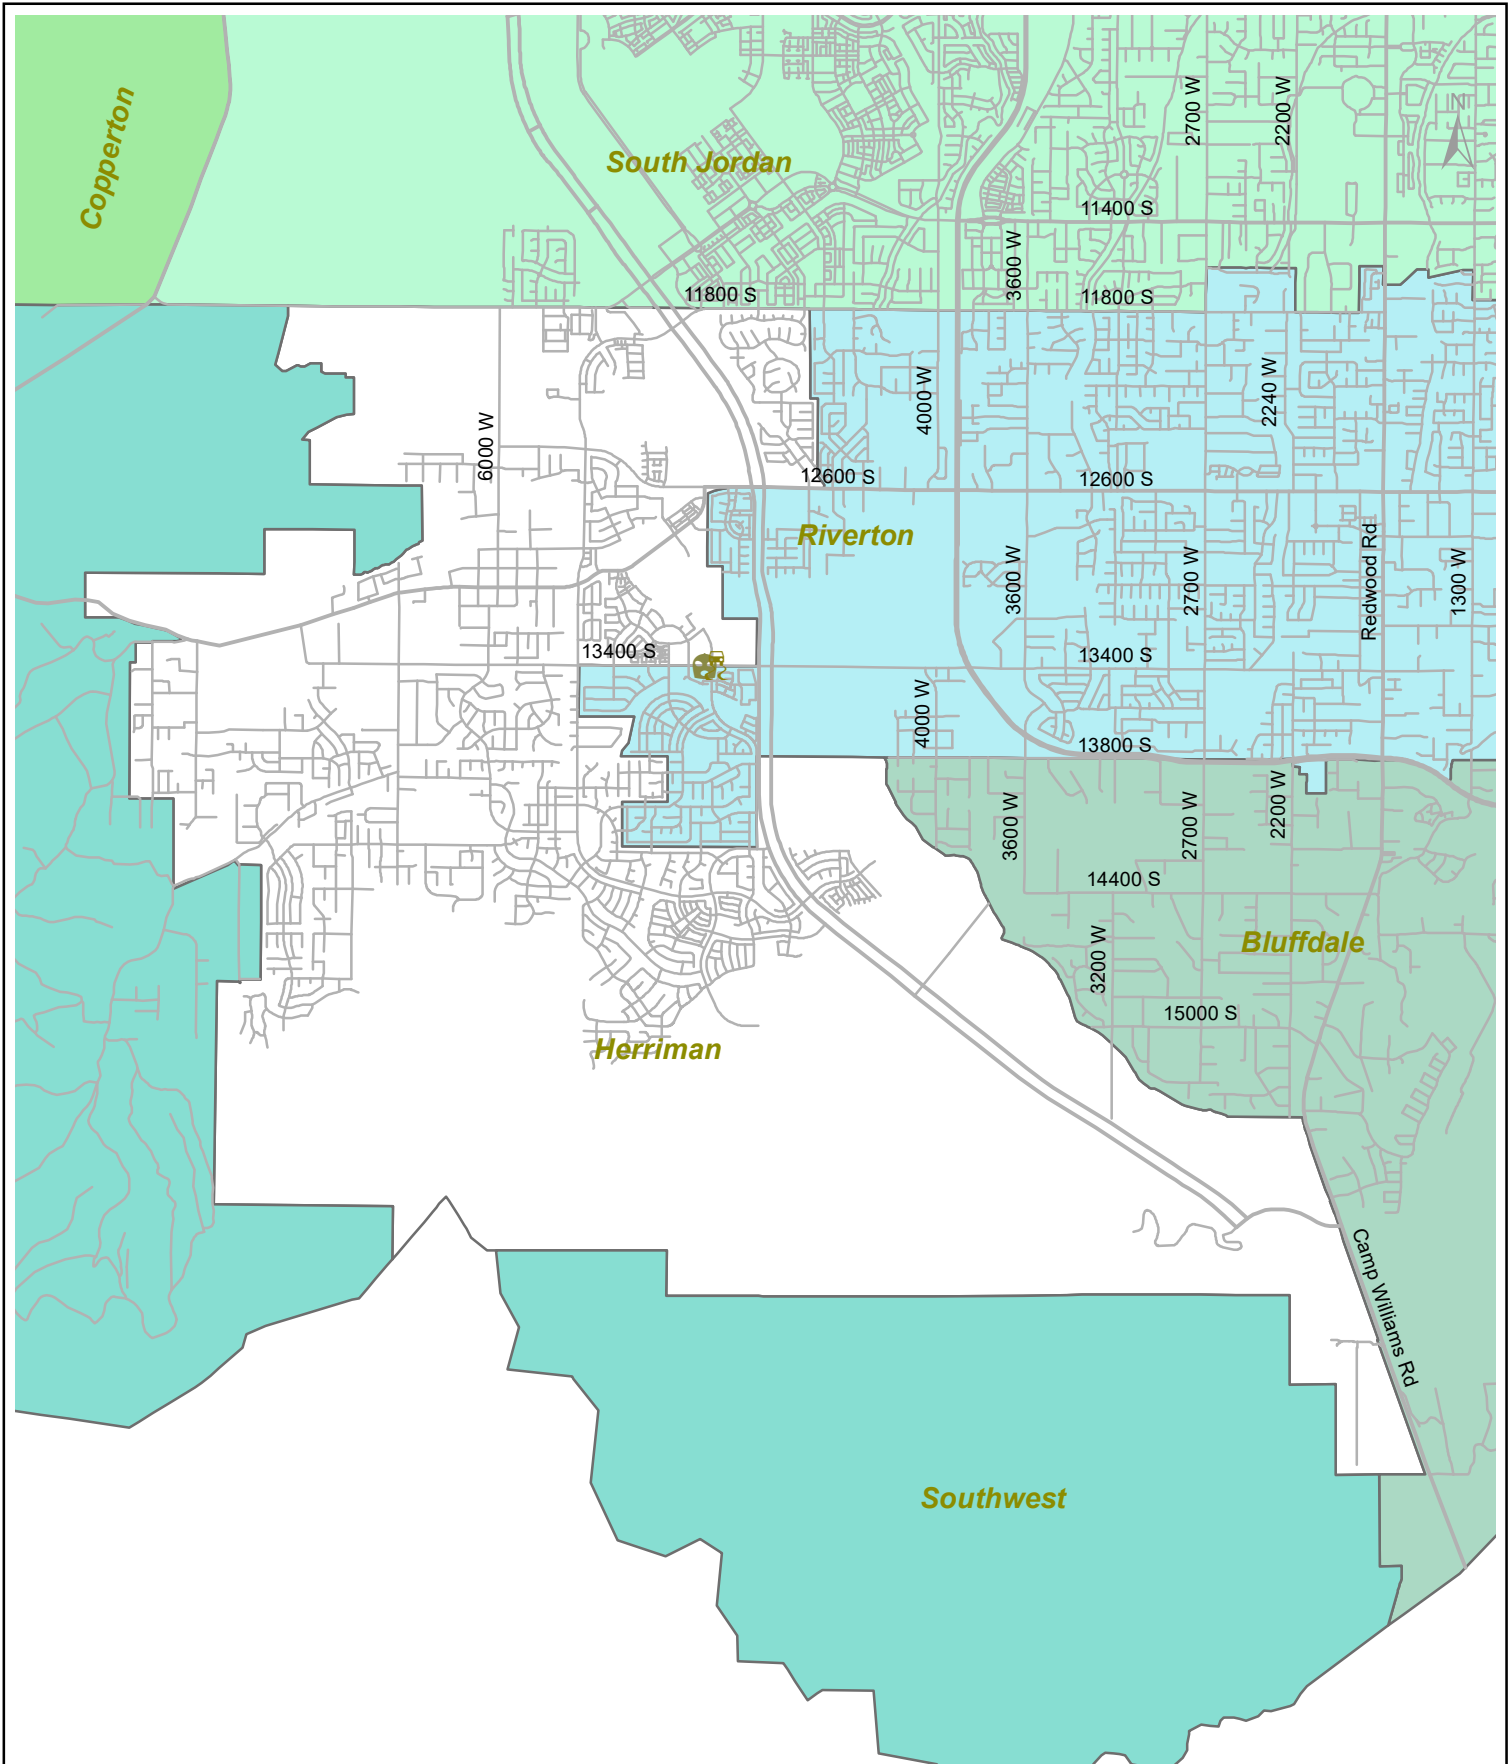 Copperton
South Jordan
2700 W
2200 W
N
11400 S
3600 W
11800 S
11800 S
4000 W
2240 W
6000 W
12600 S
12600 S
Riverton
3600 W
2700 W
Redwood Rd
1300 W
13400 S
13400 S
4000 W
13800 S
3600 W
2700 W
2200 W
14400 S
3200 W
Bluffdale
15000 S
Herriman
Camp Williams Rd
Southwest